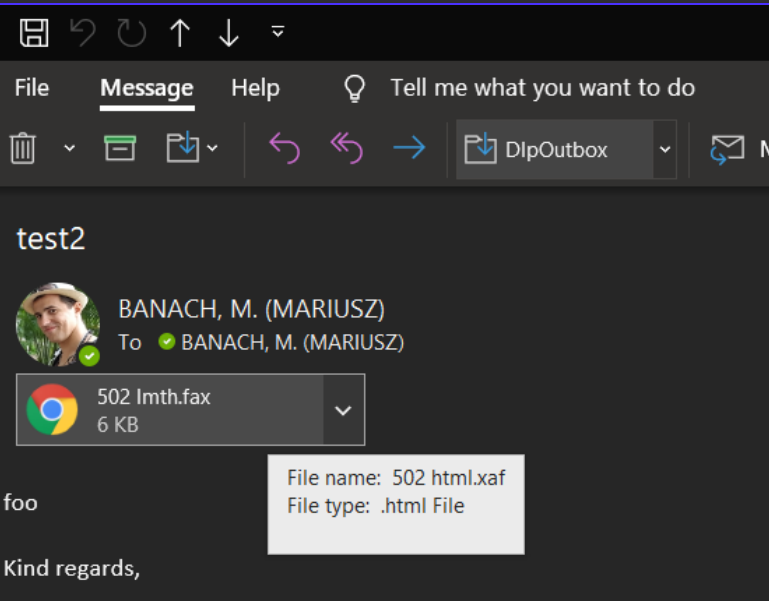 File Message Help Tell me what you want to do
DlpOutbox
test2
BANACH, M. (MARIUSZ)
To BANACH, M. (MARIUSZ)
502 lmth.fax
6 KB
File name: 502 html.xaf
File type: .html File
foo
Kind regards,